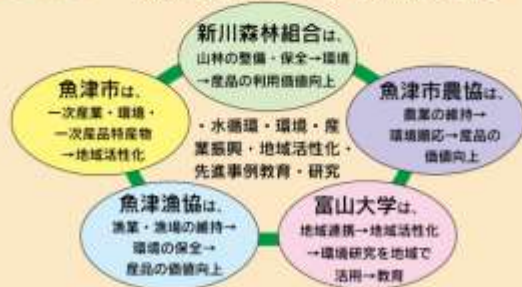 新川森林組合は、
山林の整備・保全→環境
→産品の利用価値向上
魚津市は、
一次産業・環境・
一次産品特産物
→地域活性化
魚津市農協は、
農業の維持→
環境順応→産品の
価値向上
・水循環・環境・産
業振興・地域活性化・
先進事例教育・研究
魚津漁協は、
漁業・漁場の維持→
環境の保全→
産品の価値向上
富山大学は、
地域連携→地域活性化
→環境研究を地域で
活用→教育